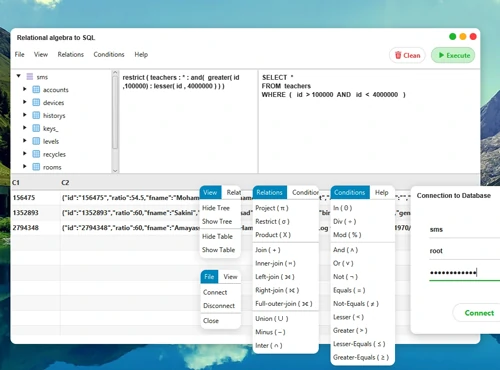 Relational algebra to SQL
File View Relations Conditions Help
Clean Execute
sms
accounts
devices
historys
keys_
levels
recycles
rooms
restrict ( teachers : * : and( greater( id
,100000) : lesser( id , 4000000 ) ) )
SELECT *
FROM teachers
WHERE ( id > 100000 AND id < 4000000 )
C1 C2
156475 {"id":"156475","ratio":54.5,"fname":"Moham
1352893 {"id":"1352893","ratio":60,"fname":"Sakini
2794348 {"id":"2794348","ratio":60,"fname":"Amayas
View Relat
Hide Tree
Show Tree
Hide Table
Show Table
File View
Connect
Disconnect
Close
Relations Condition
Project ( π )
Restrict ( σ )
Product ( X )
Join ( ÷ )
Inner-join ( ⋈ )
Left-join ( ⋊ )
Right-join ( ⋉ )
Full-outer-join ( ⋊⋉ )
Union ( ∪ )
Minus ( − )
Inter ( ∩ )
Conditions Help
In ( () )
Div ( ÷ )
Mod ( % )
And ( ∧ )
Or ( ∨ )
Not ( ¬ )
Equals ( = )
Not-Equals ( ≠ )
Lesser ( < )
Greater ( > )
Lesser-Equals ( ≤ )
Greater-Equals ( ≥ )
Connection to Database
sms
root
••••••••••••
Connect